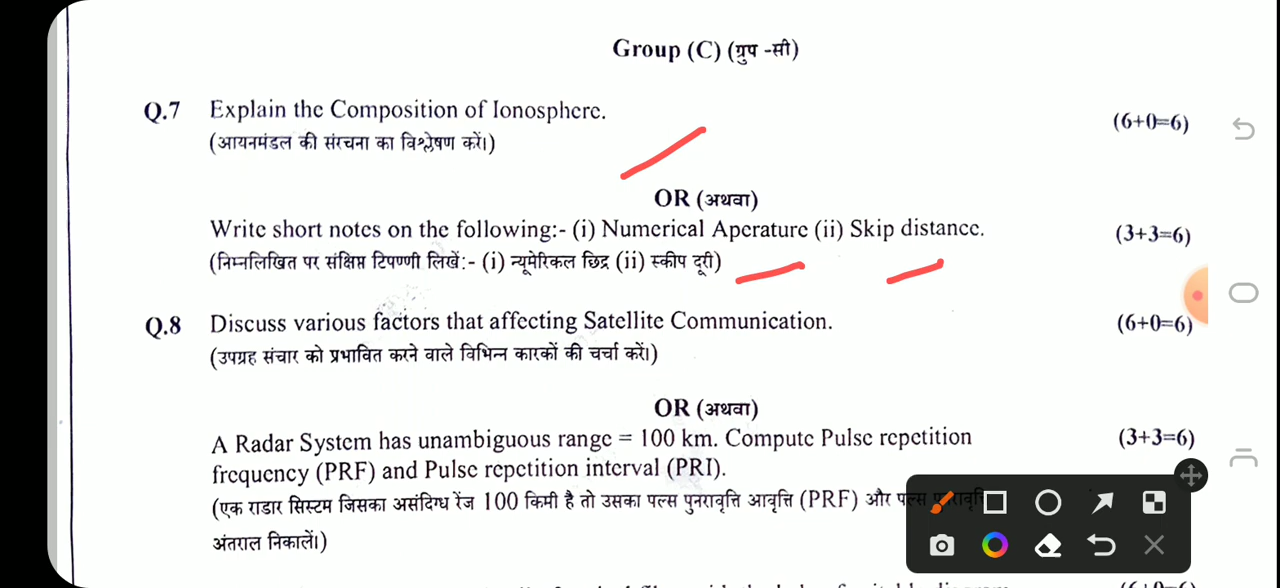 Group (C) (ग्रुप -सी)
Q.7 Explain the Composition of Ionosphere. (6+0=6)
(आयनमंडल की संरचना का विश्लेषण करें।)
OR (अथवा)
Write short notes on the following:- (i) Numerical Aperature (ii) Skip distance. (3+3=6)
(निम्नलिखित पर संक्षिप्त टिपण्णी लिखें:- (i) न्यूमेरिकल छिद्र (ii) स्कीप दूरी)
Q.8 Discuss various factors that affecting Satellite Communication. (6+0=6)
(उपग्रह संचार को प्रभावित करने वाले विभिन्न कारकों की चर्चा करें।)
OR (अथवा)
A Radar System has unambiguous range = 100 km. Compute Pulse repetition (3+3=6)
frequency (PRF) and Pulse repetition interval (PRI).
(एक राडार सिस्टम जिसका असंदिग्ध रेंज 100 किमी है तो उसका पल्स पुनरावृत्ति आवृत्ति (PRF) और
अंतराल निकालें।)